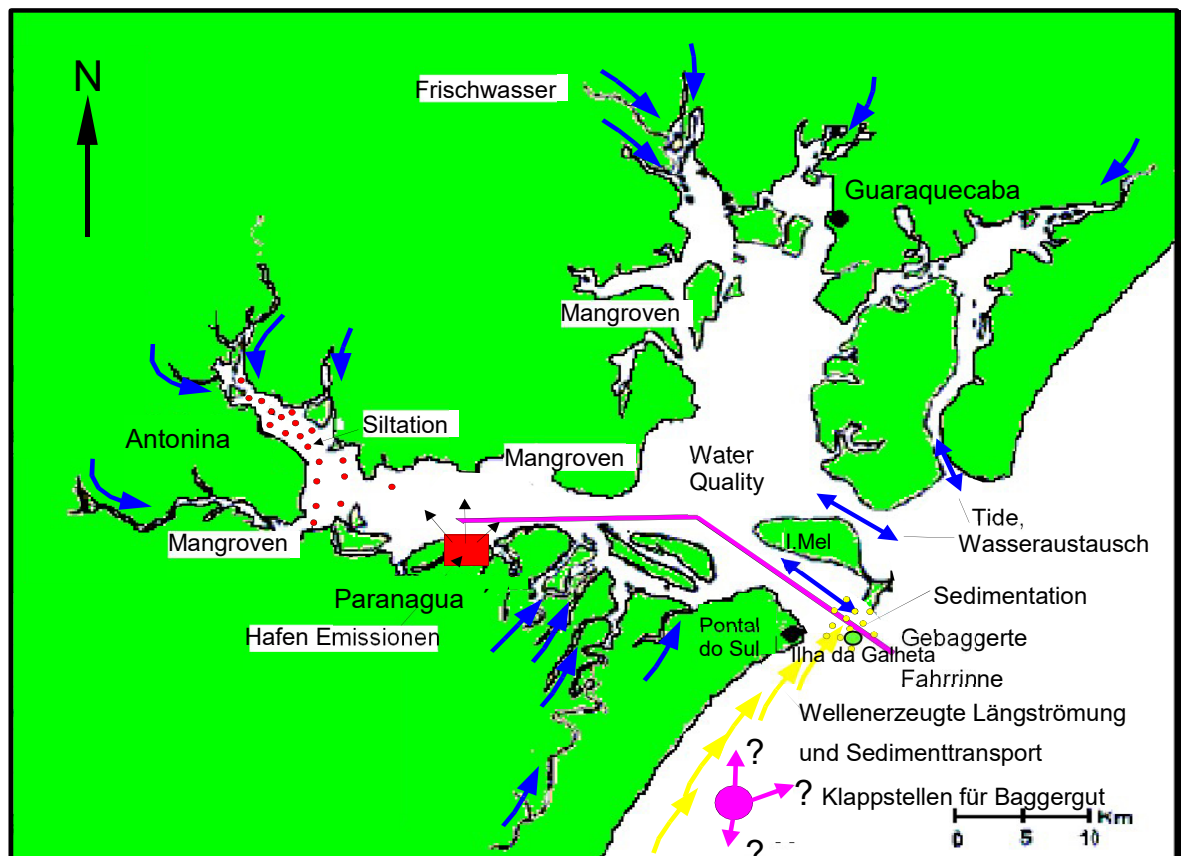 N
Frischwasser
Guaraquecaba
Mangroven
Antonina
Siltation
Mangroven
Water
Quality
Mangroven
Tide,
Wasseraustausch
I.Mel
Paranagua
Hafen Emissionen
Sedimentation
Pontal
do Sul
Gebaggerte
Ilha da Galheta
Fahrrinne
Wellenerzeugte Längströmung
und Sedimenttransport
?
? Klappstellen für Baggergut
?
Km
0 5 10